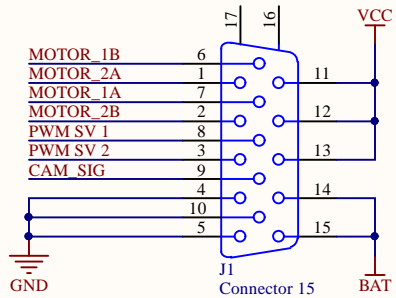 17
16
VCC
MOTOR_1B 6
MOTOR_2A 1 11
MOTOR_1A 7
MOTOR_2B 2 12
PWM SV 1 8
PWM SV 2 3 13
CAM_SIG 9
4 14
10
5 15
GND
J1
Connector 15
BAT